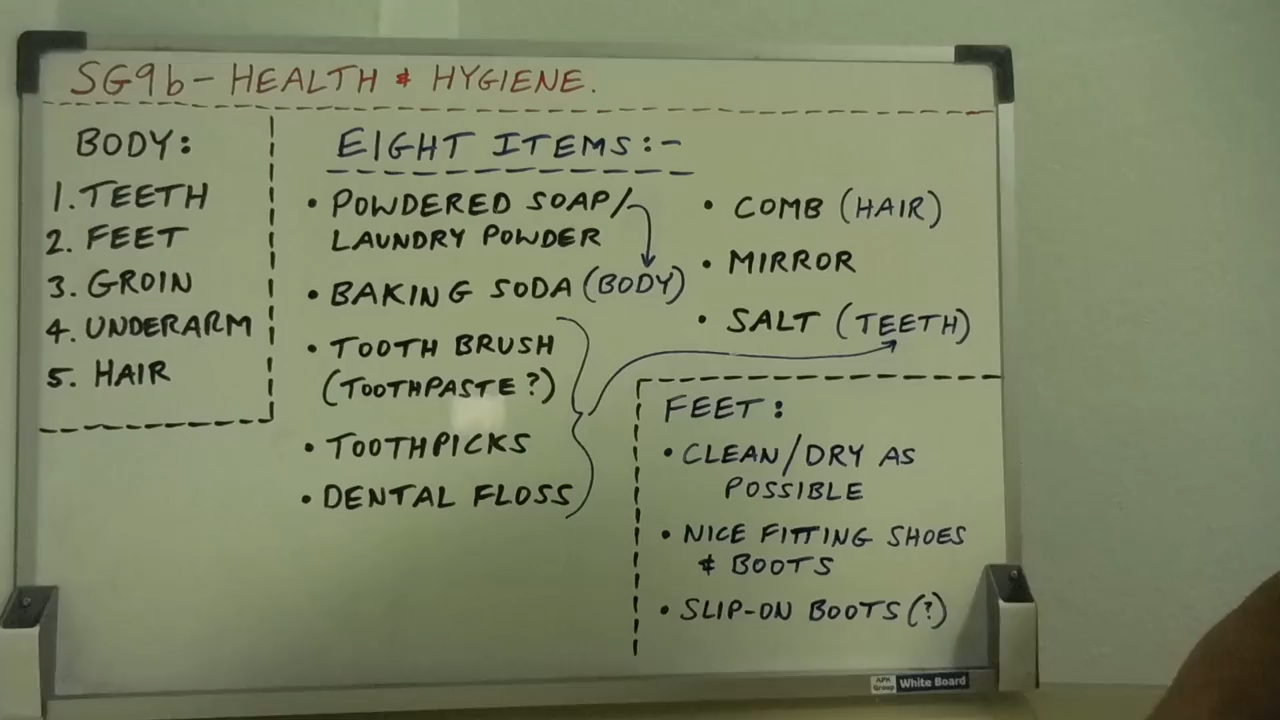 SG9b - HEALTH & HYGIENE.
BODY:
1. TEETH
2. FEET
3. GROIN
4. UNDERARM
5. HAIR
EIGHT ITEMS:-
• POWDERED SOAP/
LAUNDRY POWDER
• BAKING SODA (BODY)
• TOOTH BRUSH
(TOOTHPASTE?)
• TOOTHPICKS
• DENTAL FLOSS
• COMB (HAIR)
• MIRROR
• SALT (TEETH)
FEET:
• CLEAN/DRY AS
POSSIBLE
• NICE FITTING SHOES
& BOOTS
• SLIP-ON BOOTS (?)
APK
Group
White Board